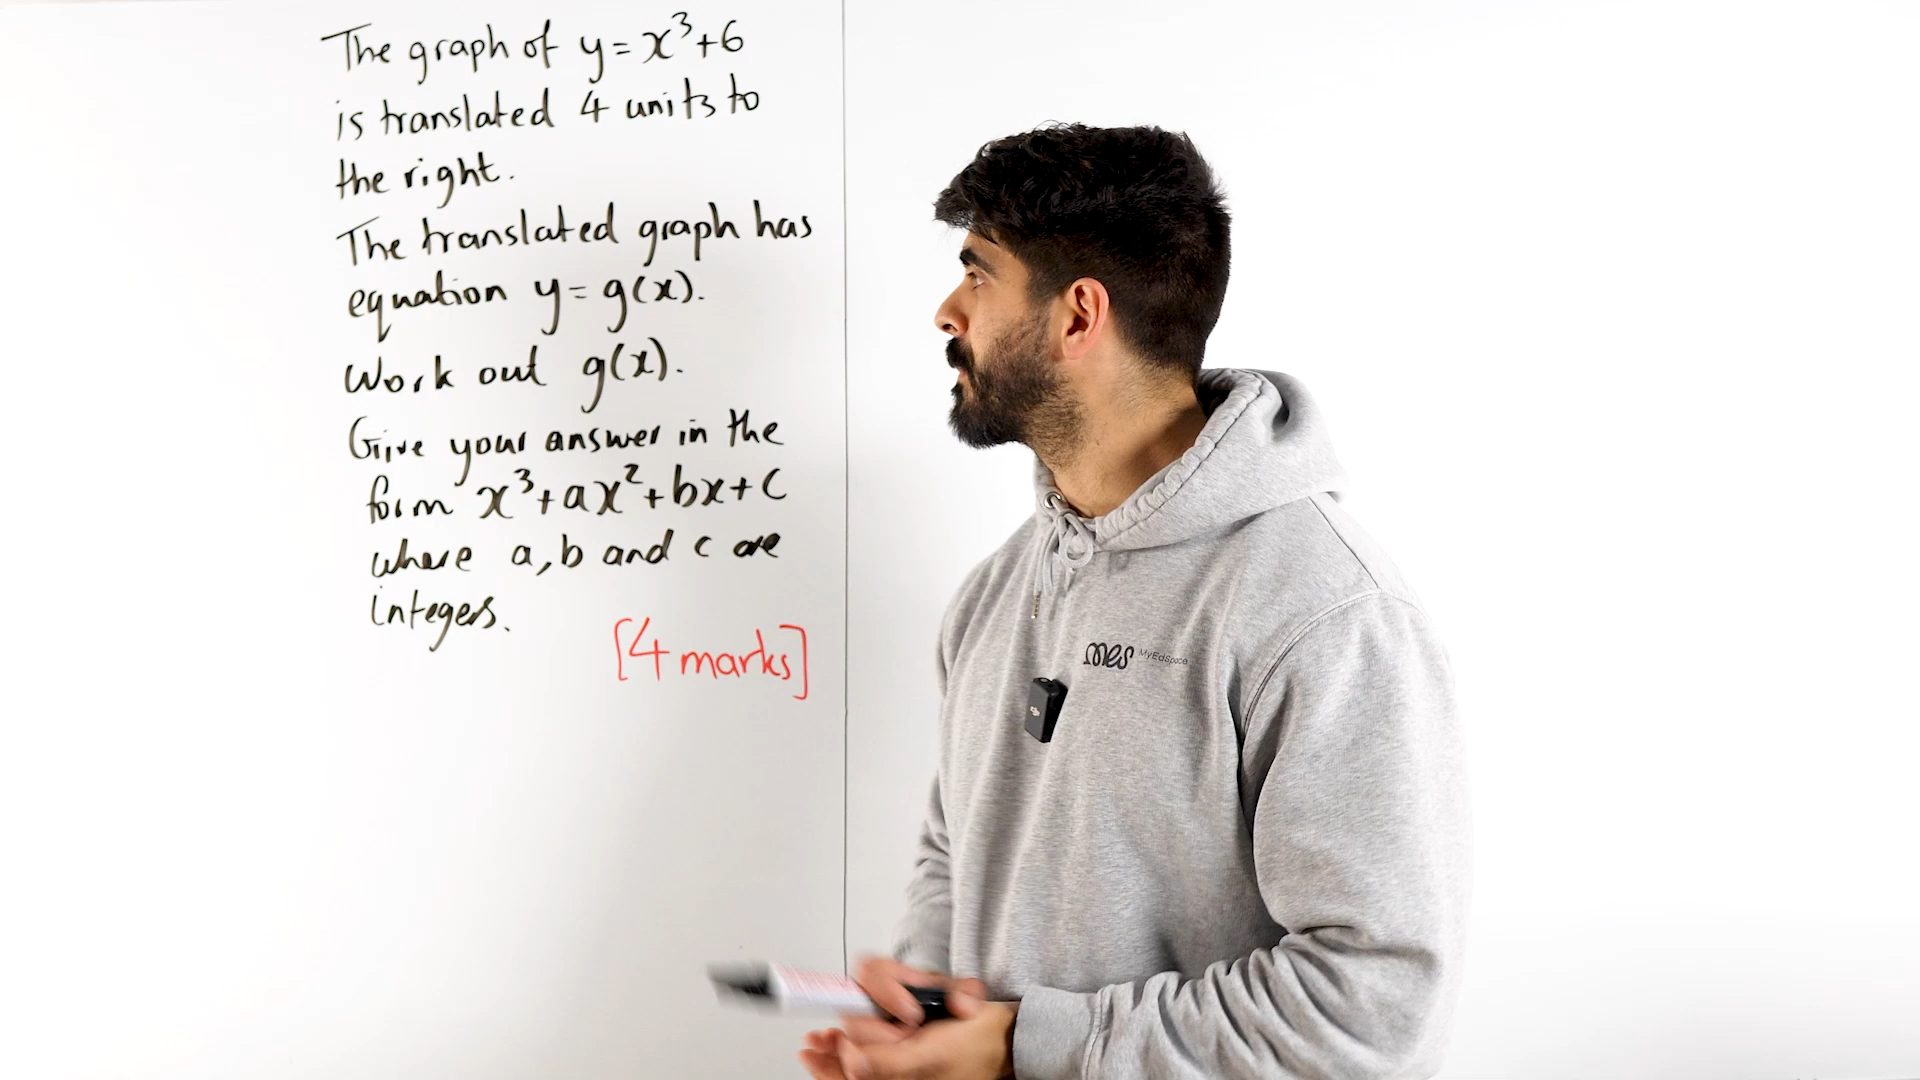 The graph of y = x³+6
is translated 4 units to
the right.
The translated graph has
equation y = g(x).
Work out g(x).
Give your answer in the
form x³+ax²+bx+c
where a, b and c are
integers.
[4 marks]
mes MyEdSpace